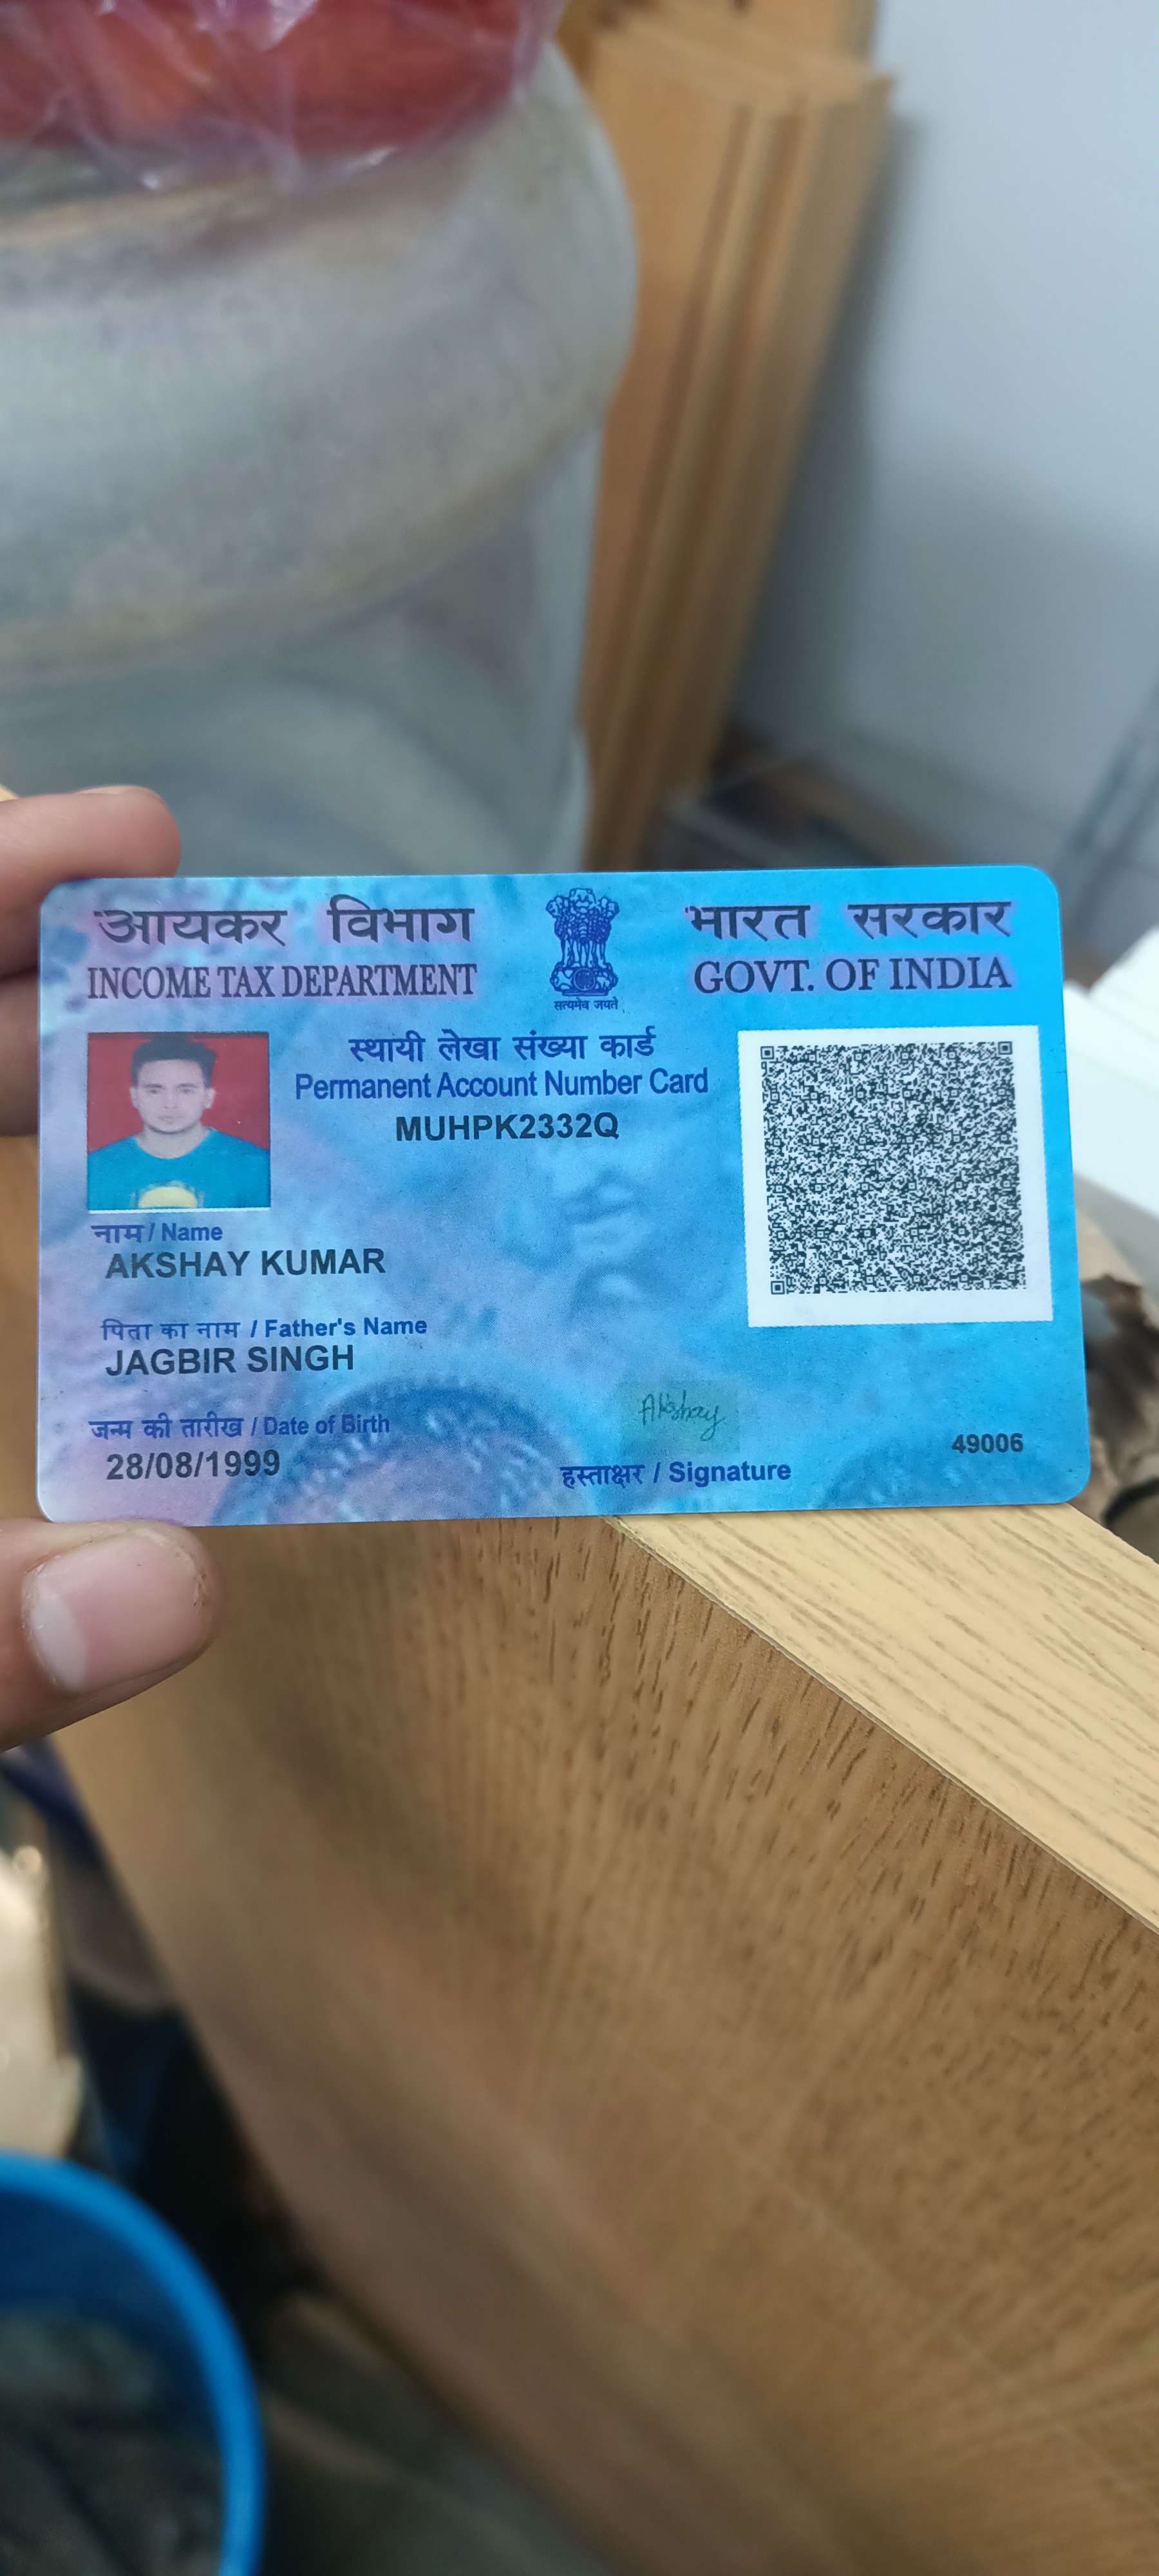 आयकर विभाग
INCOME TAX DEPARTMENT
सत्यमेव जयते
भारत सरकार
GOVT. OF INDIA
स्थायी लेखा संख्या कार्ड
Permanent Account Number Card
MUHPK2332Q
नाम / Name
AKSHAY KUMAR
पिता का नाम / Father's Name
JAGBIR SINGH
जन्म की तारीख / Date of Birth
28/08/1999
Akshay
हस्ताक्षर / Signature
49006